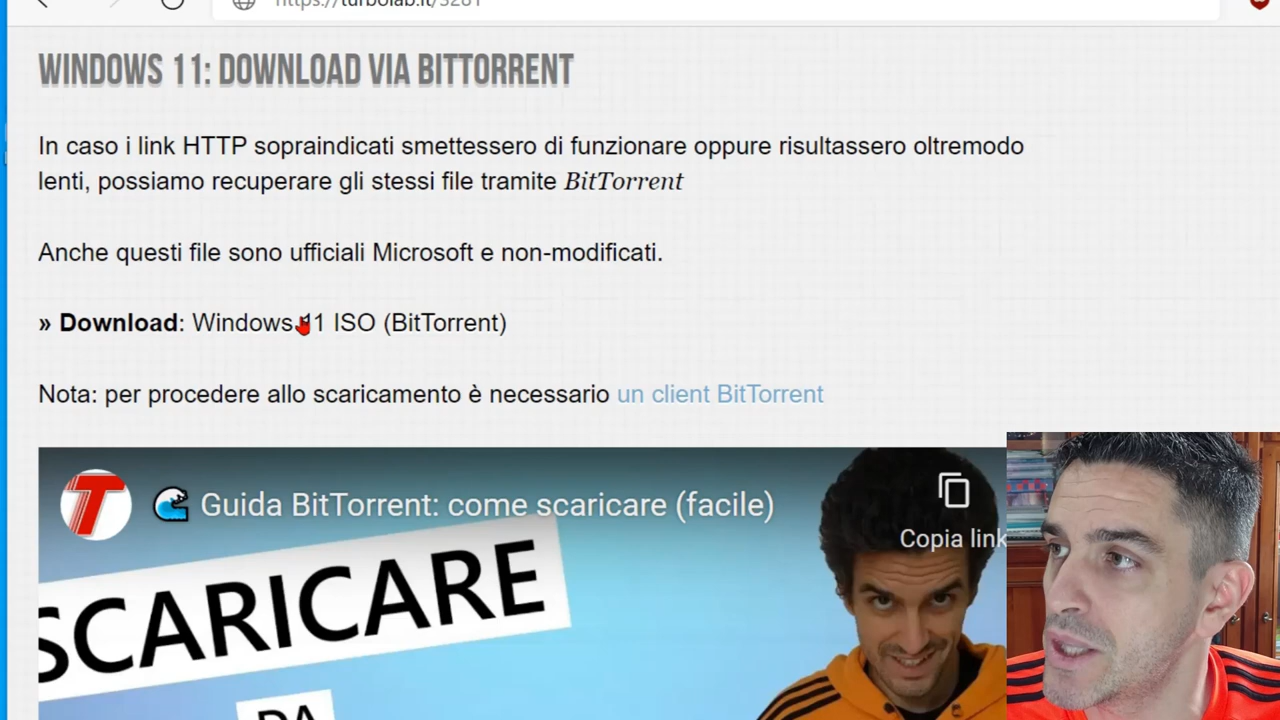 https://turbolab.it/3281
WINDOWS 11: DOWNLOAD VIA BITTORRENT
In caso i link HTTP sopraindicati smettessero di funzionare oppure risultassero oltremodo
lenti, possiamo recuperare gli stessi file tramite BitTorrent
Anche questi file sono ufficiali Microsoft e non-modificati.
» Download: Windows 11 ISO (BitTorrent)
Nota: per procedere allo scaricamento è necessario un client BitTorrent
T
Guida BitTorrent: come scaricare (facile)
Copia link
SCARICARE
DA